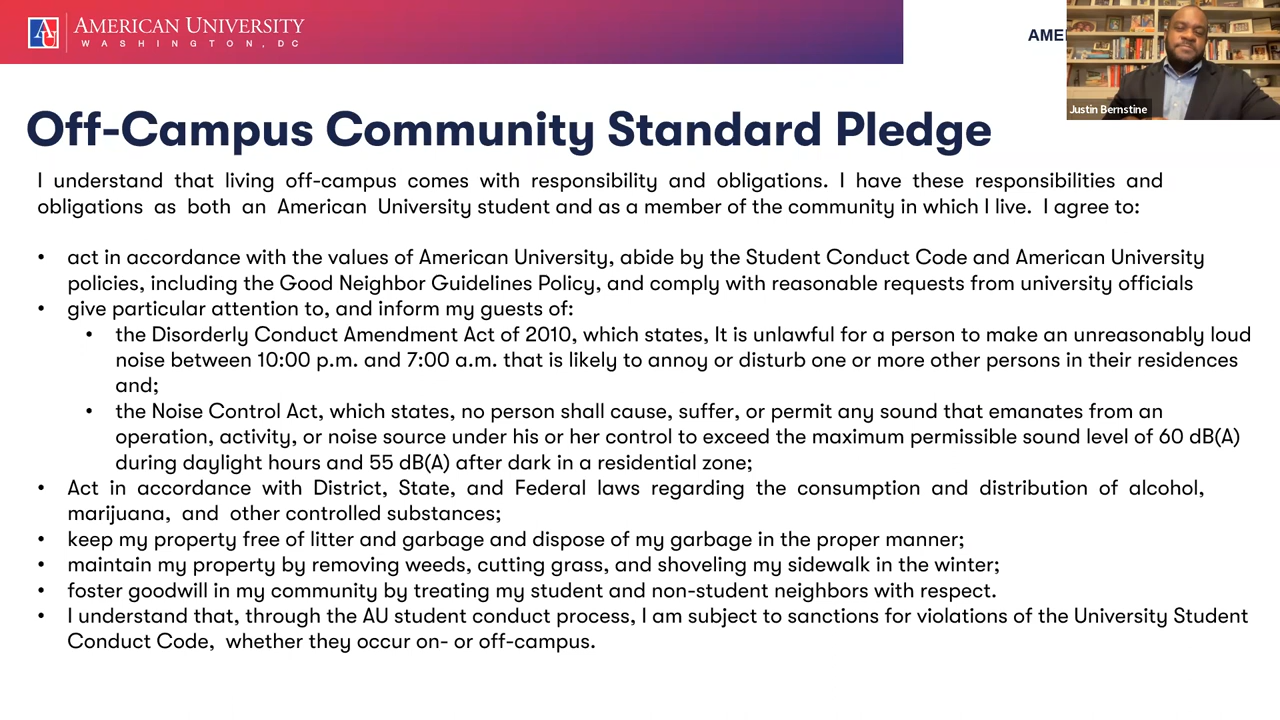 AMERICAN UNIVERSITY
WASHINGTON, DC
AME
Justin Bernstine
Off-Campus Community Standard Pledge
I understand that living off-campus comes with responsibility and obligations. I have these responsibilities and
obligations as both an American University student and as a member of the community in which I live. I agree to:
• act in accordance with the values of American University, abide by the Student Conduct Code and American University
policies, including the Good Neighbor Guidelines Policy, and comply with reasonable requests from university officials
• give particular attention to, and inform my guests of:
• the Disorderly Conduct Amendment Act of 2010, which states, It is unlawful for a person to make an unreasonably loud
noise between 10:00 p.m. and 7:00 a.m. that is likely to annoy or disturb one or more other persons in their residences
and;
• the Noise Control Act, which states, no person shall cause, suffer, or permit any sound that emanates from an
operation, activity, or noise source under his or her control to exceed the maximum permissible sound level of 60 dB(A)
during daylight hours and 55 dB(A) after dark in a residential zone;
• Act in accordance with District, State, and Federal laws regarding the consumption and distribution of alcohol,
marijuana, and other controlled substances;
• keep my property free of litter and garbage and dispose of my garbage in the proper manner;
• maintain my property by removing weeds, cutting grass, and shoveling my sidewalk in the winter;
• foster goodwill in my community by treating my student and non-student neighbors with respect.
• I understand that, through the AU student conduct process, I am subject to sanctions for violations of the University Student
Conduct Code, whether they occur on- or off-campus.